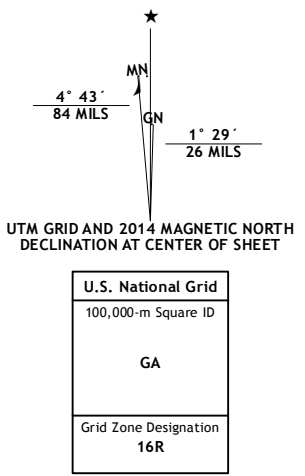 ★
MN
GN
4° 43´
84 MILS
1° 29´
26 MILS
UTM GRID AND 2014 MAGNETIC NORTH
DECLINATION AT CENTER OF SHEET
U.S. National Grid
100,000-m Square ID
GA
Grid Zone Designation
16R